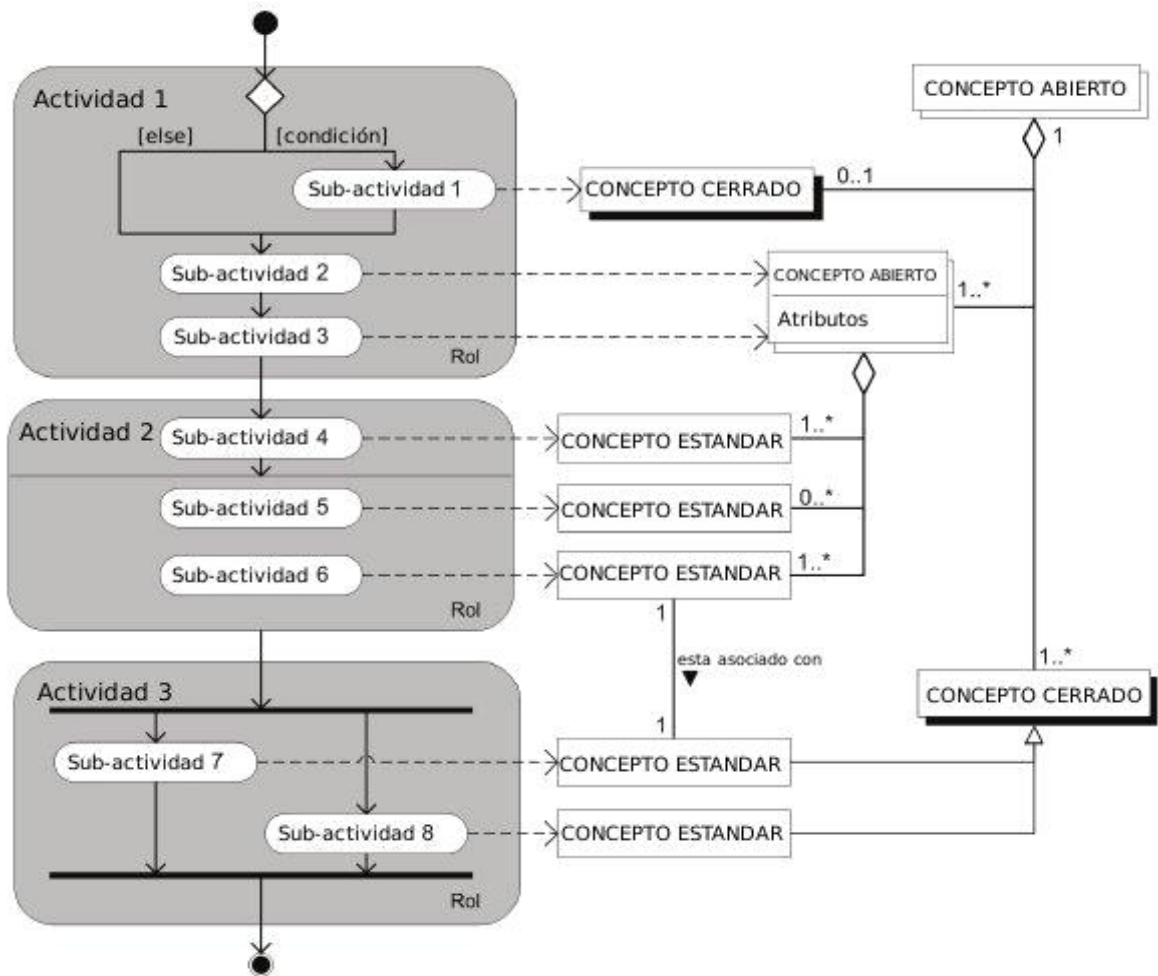 Actividad 1
[else]
[condición]
Sub-actividad 1
Sub-actividad 2
Sub-actividad 3
Rol
Actividad 2
Sub-actividad 4
Sub-actividad 5
Sub-actividad 6
Rol
Actividad 3
Sub-actividad 7
Sub-actividad 8
Rol
CONCEPTO ABIERTO
1
CONCEPTO CERRADO
0..1
CONCEPTO ABIERTO
Atributos
1..*
CONCEPTO ESTANDAR
1..*
CONCEPTO ESTANDAR
0..*
CONCEPTO ESTANDAR
1..*
1
esta asociado con
1
1..*
CONCEPTO CERRADO
CONCEPTO ESTANDAR
CONCEPTO ESTANDAR